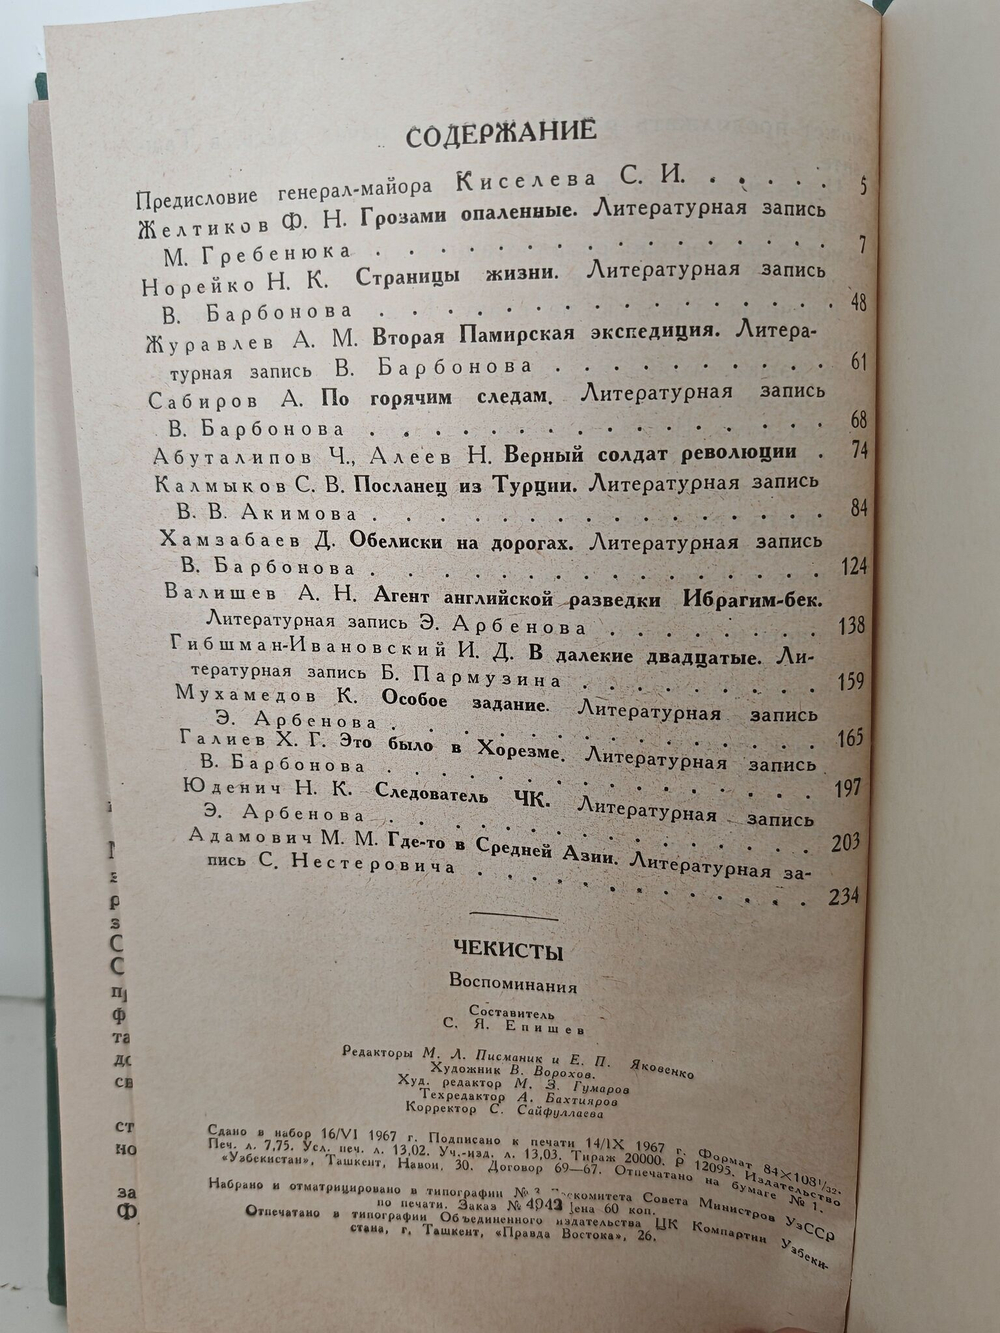 СОДЕРЖАНИЕ
Предисловие генерал-майора Киселева С. И. . . . . . 5
Желтиков Ф. Н. Грозами опаленные. Литературная запись
М. Гребенюка . . . . . . . . . . . . . 7
Норейко Н. К. Страницы жизни. Литературная запись
В. Барбонова . . . . . . . . . . . . . 48
Журавлев А. М. Вторая Памирская экспедиция. Литера-
турная запись В. Барбонова . . . . . . . . . 61
Сабиров А. По горячим следам. Литературная запись
В. Барбонова . . . . . . . . . . . . . 68
Абуталипов Ч., Алеев Н. Верный солдат революции . 74
Калмыков С. В. Посланец из Турции. Литературная запись
В. В. Акимова . . . . . . . . . . . . . 84
Хамзабаев Д. Обелиски на дорогах. Литературная запись
В. Барбонова . . . . . . . . . . . . . 124
Валишев А. Н. Агент английской разведки Ибрагим-бек.
Литературная запись Э. Арбенова . . . . . . . 138
Гибшман-Ивановский И. Д. В далекие двадцатые. Ли-
тературная запись Б. Пармузина . . . . . . . . 159
Мухамедов К. Особое задание. Литературная запись
Э. Арбенова . . . . . . . . . . . . . 165
Галиев Х. Г. Это было в Хорезме. Литературная запись
В. Барбонова . . . . . . . . . . . . . 197
Юденич Н. К. Следователь ЧК. Литературная запись
Э. Арбенова . . . . . . . . . . . . . 203
Адамович М. М. Где-то в Средней Азии. Литературная за-
пись С. Нестеровича . . . . . . . . . . . 234
ЧЕКИСТЫ
Воспоминания
Составитель
С. Я. Епишев
Редакторы М. Л. Писманик и Е. П. Яковенко
Художник В. Ворохов.
Худ. редактор М. Э. Гумаров
Техредактор А. Бахтияров
Корректор С. Сайфуллаева
Сдано в набор 16/VI 1967 г. Подписано к печати 14/IX 1967 г. Формат 84×108 1/32.
Печ. л. 7,75. Усл. печ. л. 13,02. Уч.-изд. л. 13,03. Тираж 20000. Р 12095. Издательство
«Узбекистан», Ташкент, Навои, 30. Договор 69—67. Отпечатано на бумаге № 1.
Набрано и отматрицировано в типографии № Госкомитета Совета Министров УзССР
по печати. Заказ № 4942 Цена 60 коп.
Отпечатано в типографии Объединенного издательства ЦК Компартии Узбеки-
стана, г. Ташкент, «Правда Востока», 26.